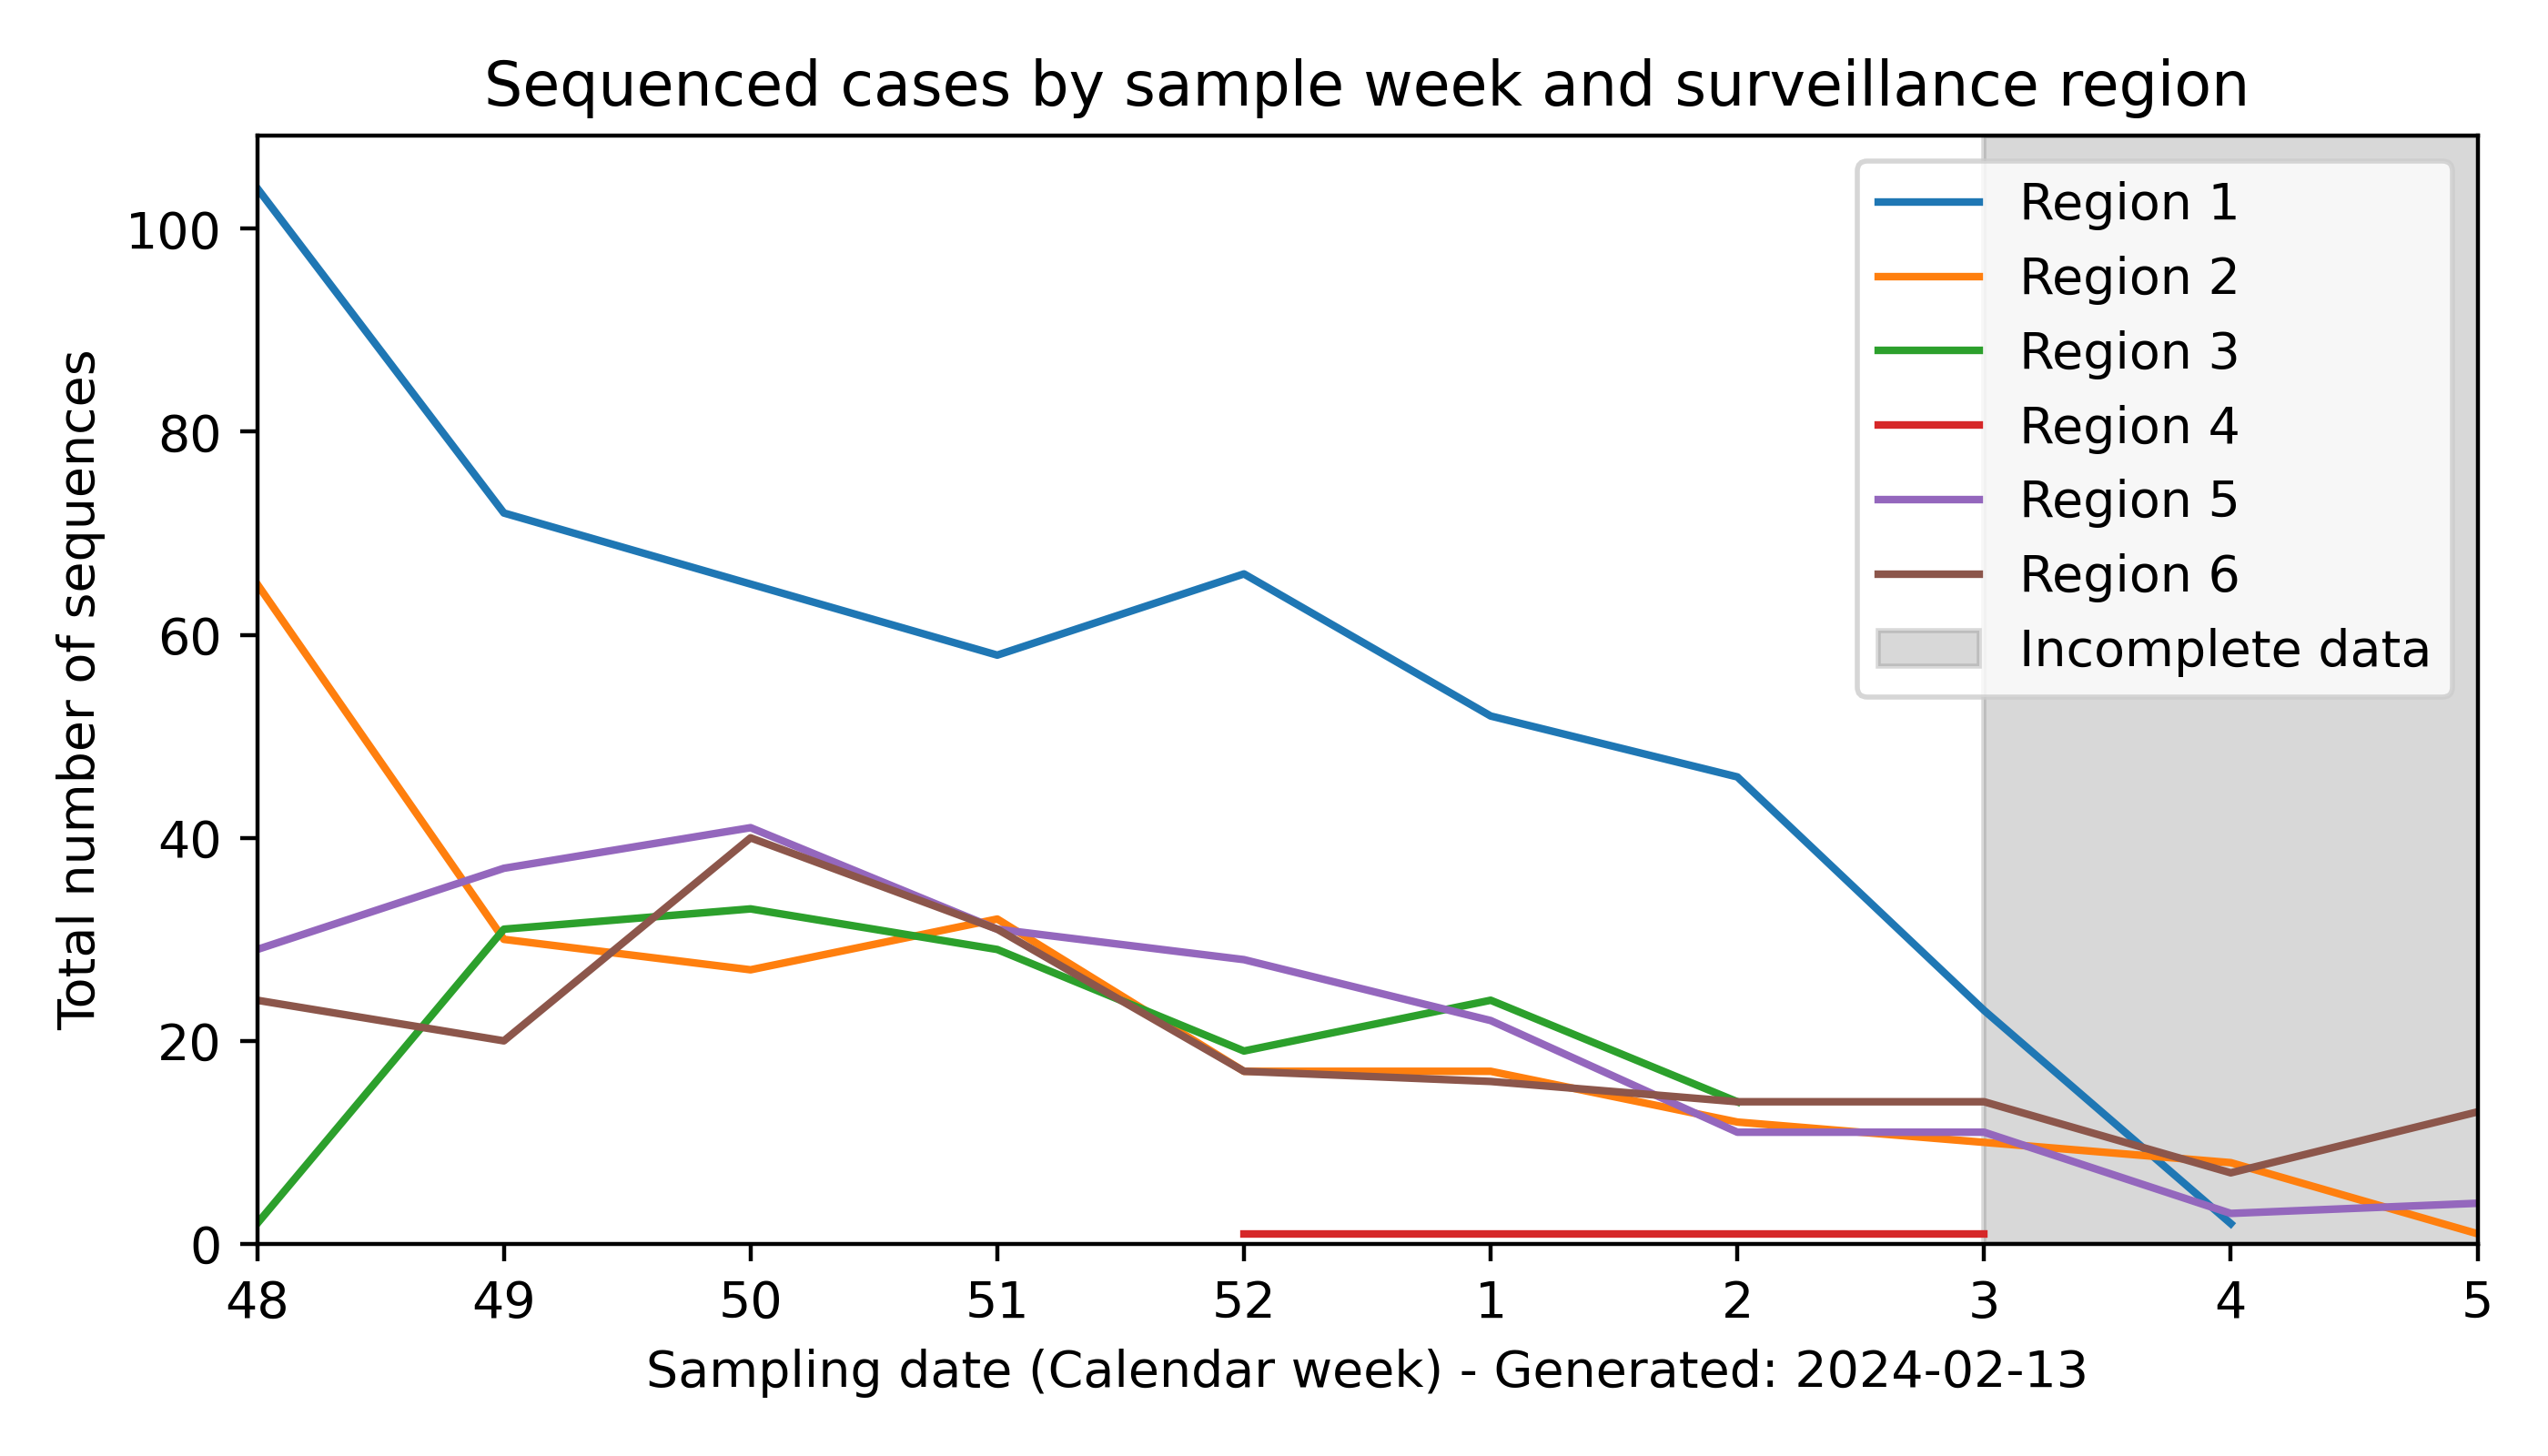 Sequenced cases by sample week and surveillance region
Total number of sequences
100
80
60
40
20
0
Region 1
Region 2
Region 3
Region 4
Region 5
Region 6
Incomplete data
48 49 50 51 52 1 2 3 4 5
Sampling date (Calendar week) - Generated: 2024-02-13